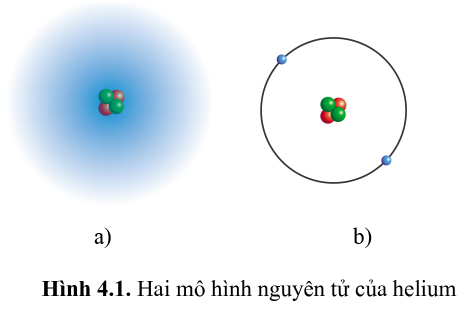 a) b)
Hình 4.1. Hai mô hình nguyên tử của helium